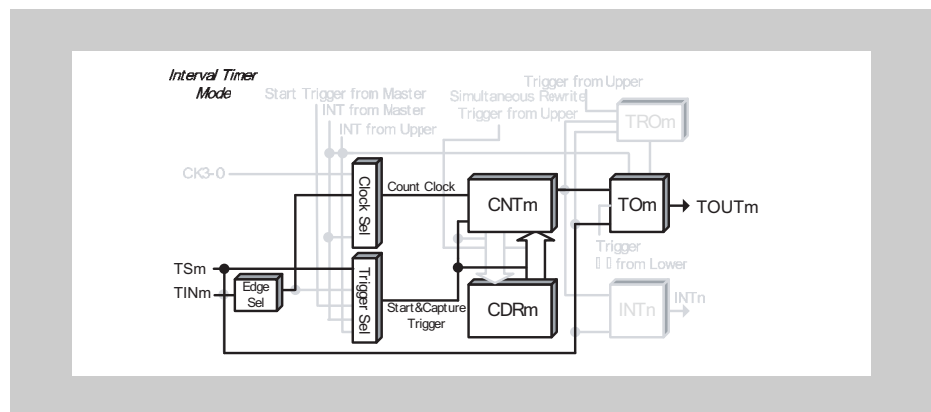 Interval Timer
Mode
Start Trigger from Master
INT from Master
INT from Upper
Trigger from Upper
Simultaneous Rewrite
Trigger from Upper
TROm
CK3-0
Clock Sel
Count Clock
CNTm
TOm
TOUTm
Trigger
from Lower
TSm
TINm
Edge
Sel
Trigger Sel
Start&Capture
Trigger
CDRm
INTn
INTn